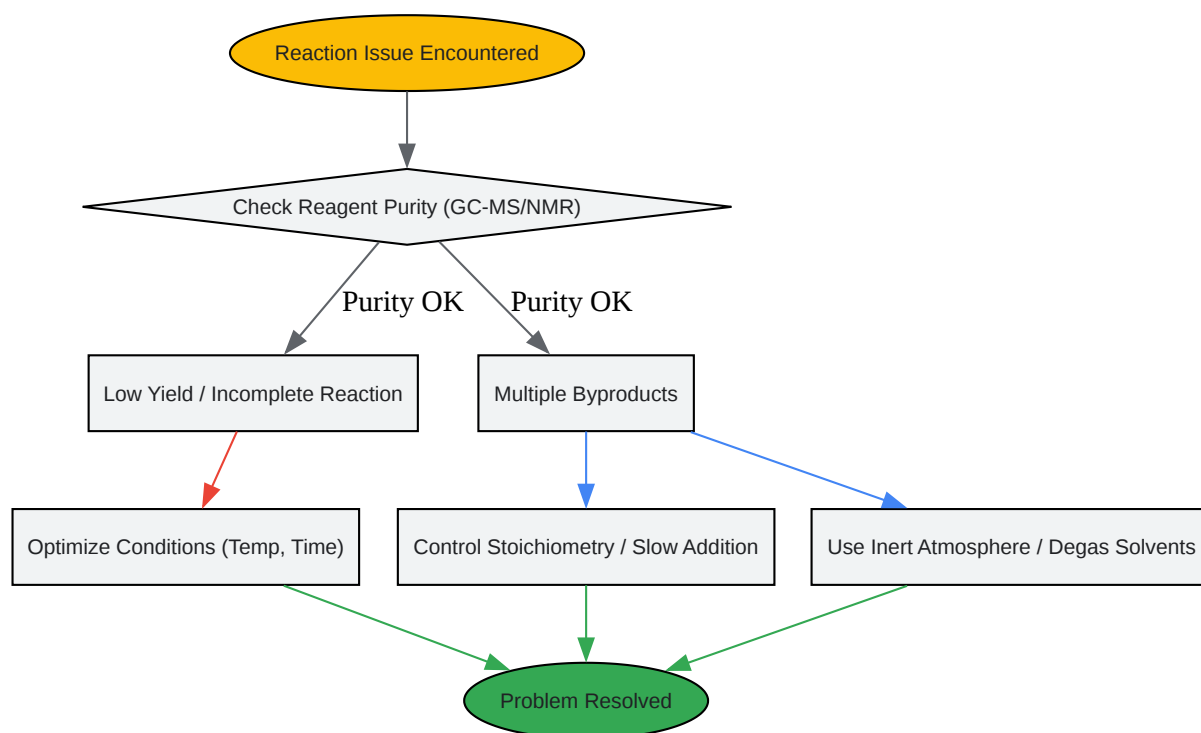 Reaction Issue Encountered
Check Reagent Purity (GC-MS/NMR)
Purity OK
Purity OK
Low Yield / Incomplete Reaction
Multiple Byproducts
Optimize Conditions (Temp, Time)
Control Stoichiometry / Slow Addition
Use Inert Atmosphere / Degas Solvents
Problem Resolved